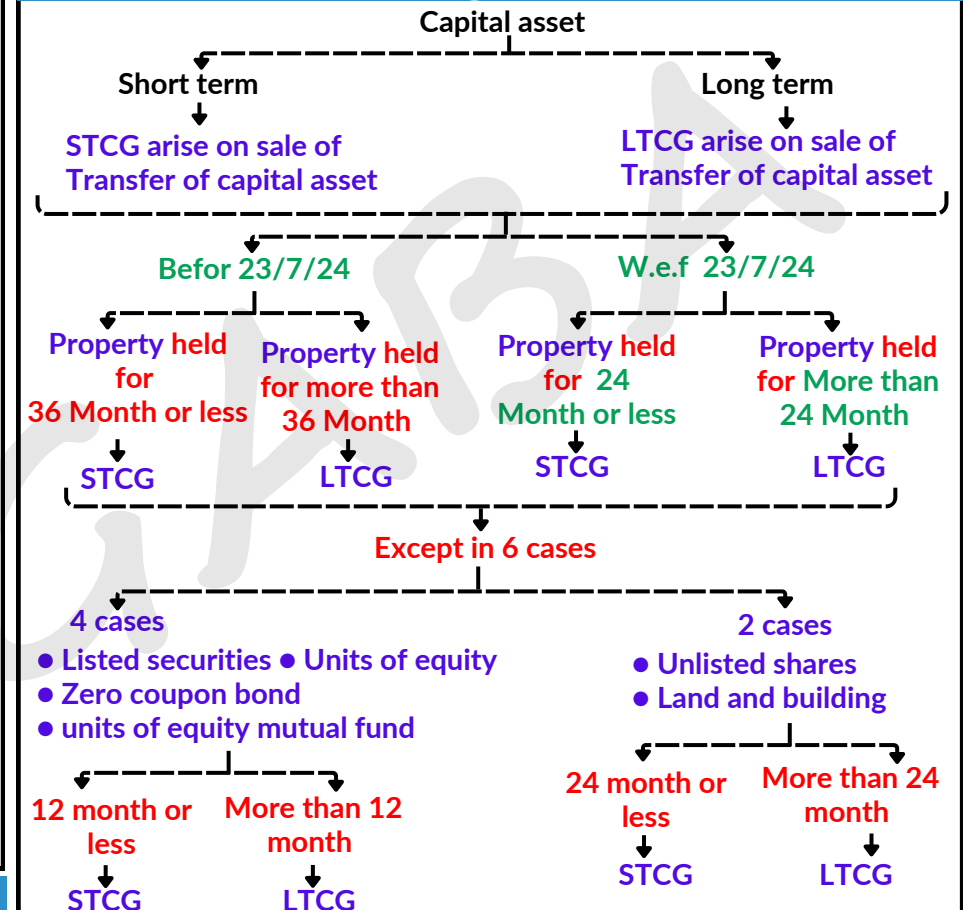 Capital asset
Short term
Long term
STCG arise on sale of
Transfer of capital asset
LTCG arise on sale of
Transfer of capital asset
Befor 23/7/24
W.e.f 23/7/24
Property held
for
36 Month or less
STCG
Property held
for more than
36 Month
LTCG
Property held
for 24
Month or less
STCG
Property held
for More than
24 Month
LTCG
Except in 6 cases
4 cases
● Listed securities ● Units of equity
● Zero coupon bond
● units of equity mutual fund
12 month or
less
STCG
More than 12
month
LTCG
2 cases
● Unlisted shares
● Land and building
24 month or
less
STCG
More than 24
month
LTCG
GABA